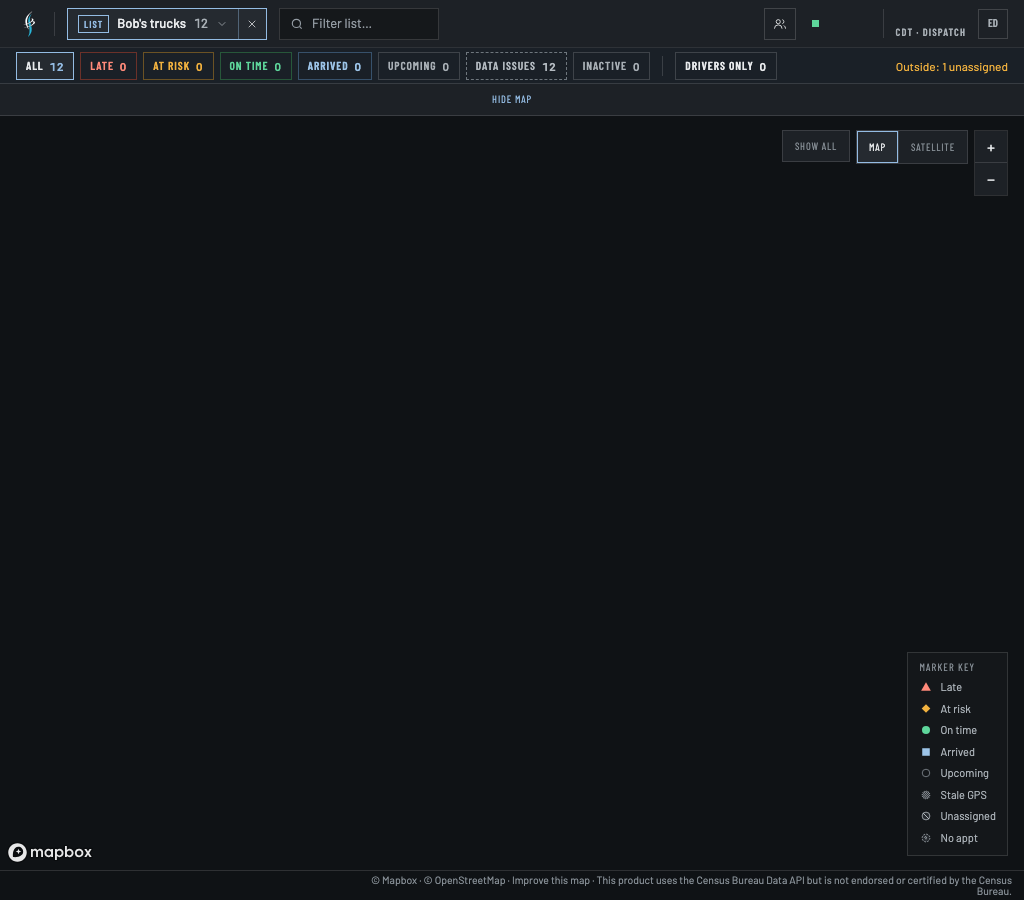 LIST Bob's trucks 12
Filter list...
CDT · DISPATCH
ED
ALL 12
LATE 0
AT RISK 0
ON TIME 0
ARRIVED 0
UPCOMING 0
DATA ISSUES 12
INACTIVE 0
DRIVERS ONLY 0
Outside: 1 unassigned
HIDE MAP
SHOW ALL
MAP
SATELLITE
+
−
MARKER KEY
Late
At risk
On time
Arrived
Upcoming
Stale GPS
Unassigned
No appt
mapbox
© Mapbox · © OpenStreetMap · Improve this map · This product uses the Census Bureau Data API but is not endorsed or certified by the Census
Bureau.